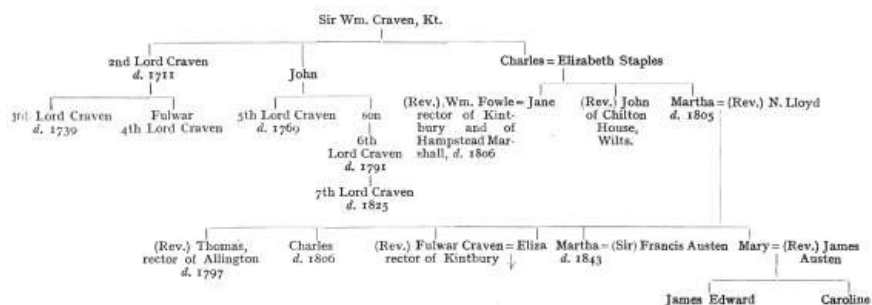 Sir Wm. Craven, Kt.
2nd Lord Craven
d. 1711
John
Charles = Elizabeth Staples
3rd Lord Craven
d. 1739
Fulwar
4th Lord Craven
5th Lord Craven
d. 1769
son
6th
Lord Craven
d. 1791
7th Lord Craven
d. 1825
(Rev.) Wm. Fowle = Jane
rector of Kint-
bury and of
Hampstead Mar-
shall, d. 1806
(Rev.) John
of Chilton
House,
Wilts.
Martha = (Rev.) N. Lloyd
d. 1805
(Rev.) Thomas,
rector of Allington
d. 1797
Charles
d. 1806
(Rev.) Fulwar Craven = Eliza
rector of Kintbury
Martha = (Sir) Francis Austen
d. 1843
Mary = (Rev.) James
Austen
James Edward
Caroline